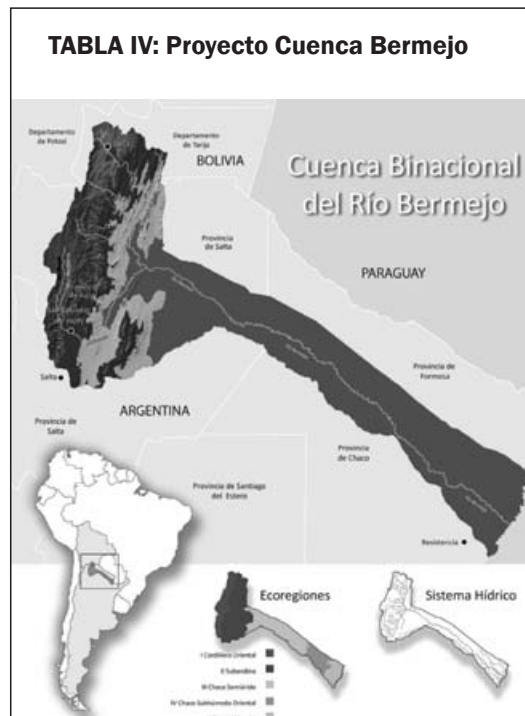 TABLA IV: Proyecto Cuenca Bermejo
Departamento
de Potosí
Departamento
de Tarija
BOLIVIA
Cuenca Binacional
del Río Bermejo
Provincia
de Salta
PARAGUAY
Provincia de
Formosa
Salta
ARGENTINA
Provincia de
Salta
Provincia
de Chaco
Provincia de Santiago
del Estero
Resistencia
Ecoregiones
Sistema Hídrico
I Cordillera Oriental
II Subandino
III Chaco Semiárido
IV Chaco Subhúmedo Oriental